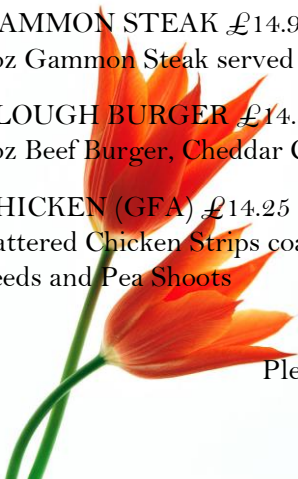 AMMON STEAK £14.9
oz Gammon Steak served
LOUGH BURGER £14.
oz Beef Burger, Cheddar C
HICKEN (GFA) £14.25
attered Chicken Strips coa
eeds and Pea Shoots
Ple